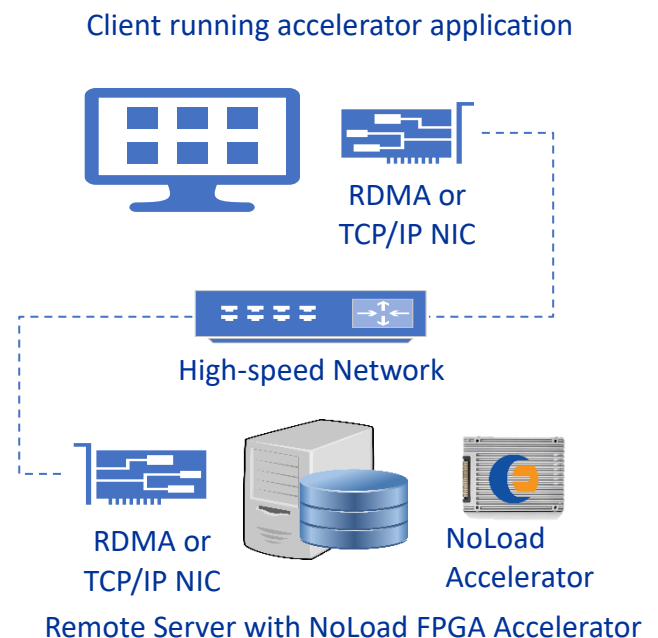 Client running accelerator application
RDMA or
TCP/IP NIC
High-speed Network
RDMA or
TCP/IP NIC
NoLoad
Accelerator
Remote Server with NoLoad FPGA Accelerator